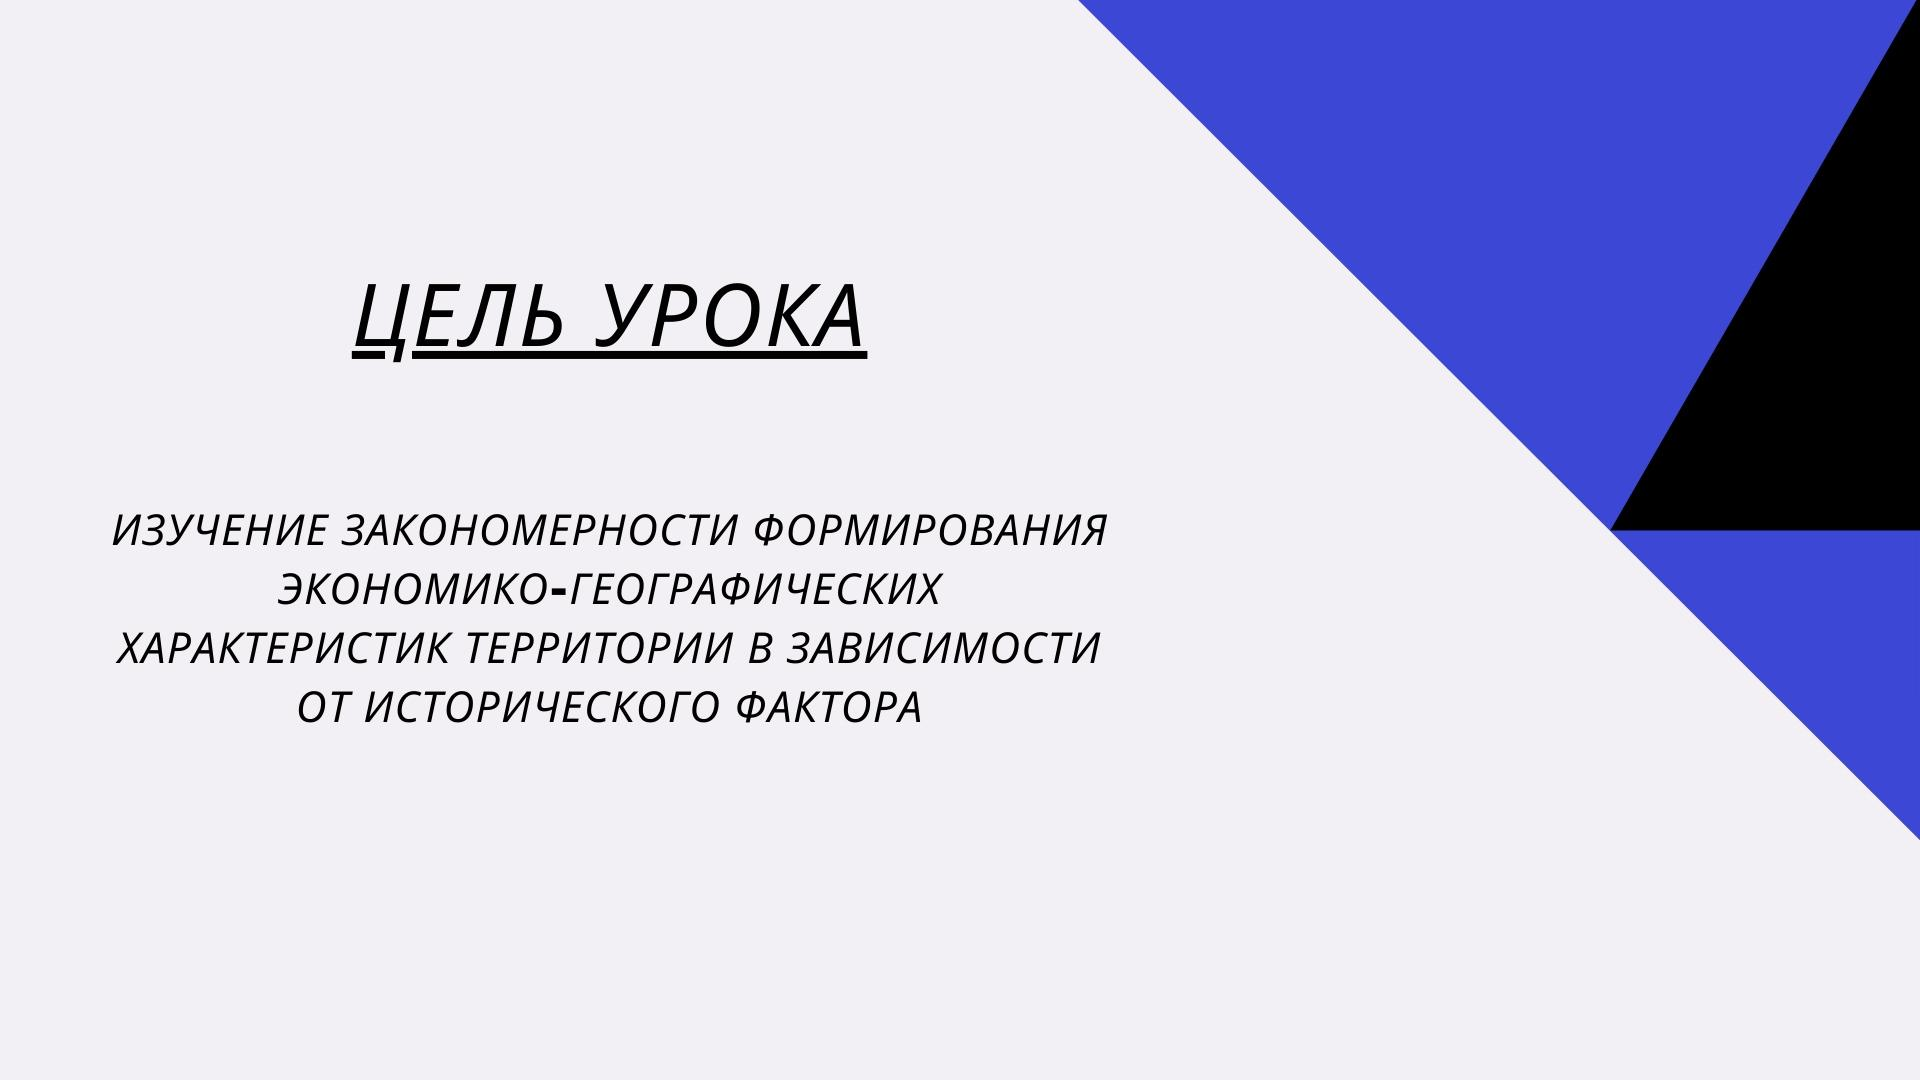 ЦЕЛЬ УРОКА
ИЗУЧЕНИЕ ЗАКОНОМЕРНОСТИ ФОРМИРОВАНИЯ
ЭКОНОМИКО-ГЕОГРАФИЧЕСКИХ
ХАРАКТЕРИСТИК ТЕРРИТОРИИ В ЗАВИСИМОСТИ
ОТ ИСТОРИЧЕСКОГО ФАКТОРА